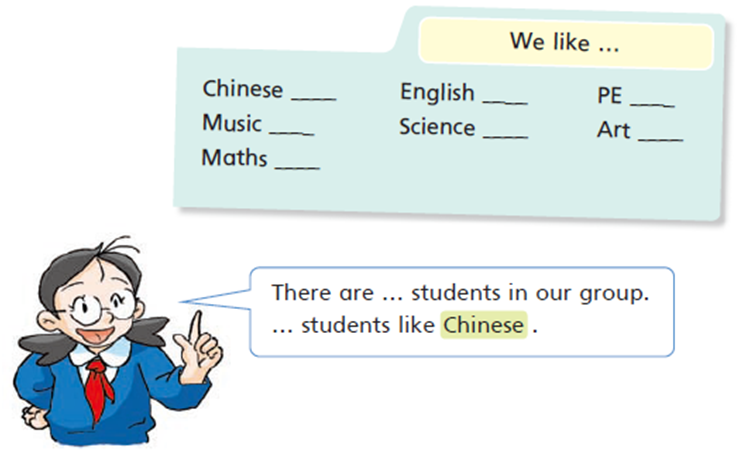 We like ...
Chinese ____ English ____ PE ____
Music ____ Science ____ Art ____
Maths ____
There are ... students in our group.
... students like Chinese .